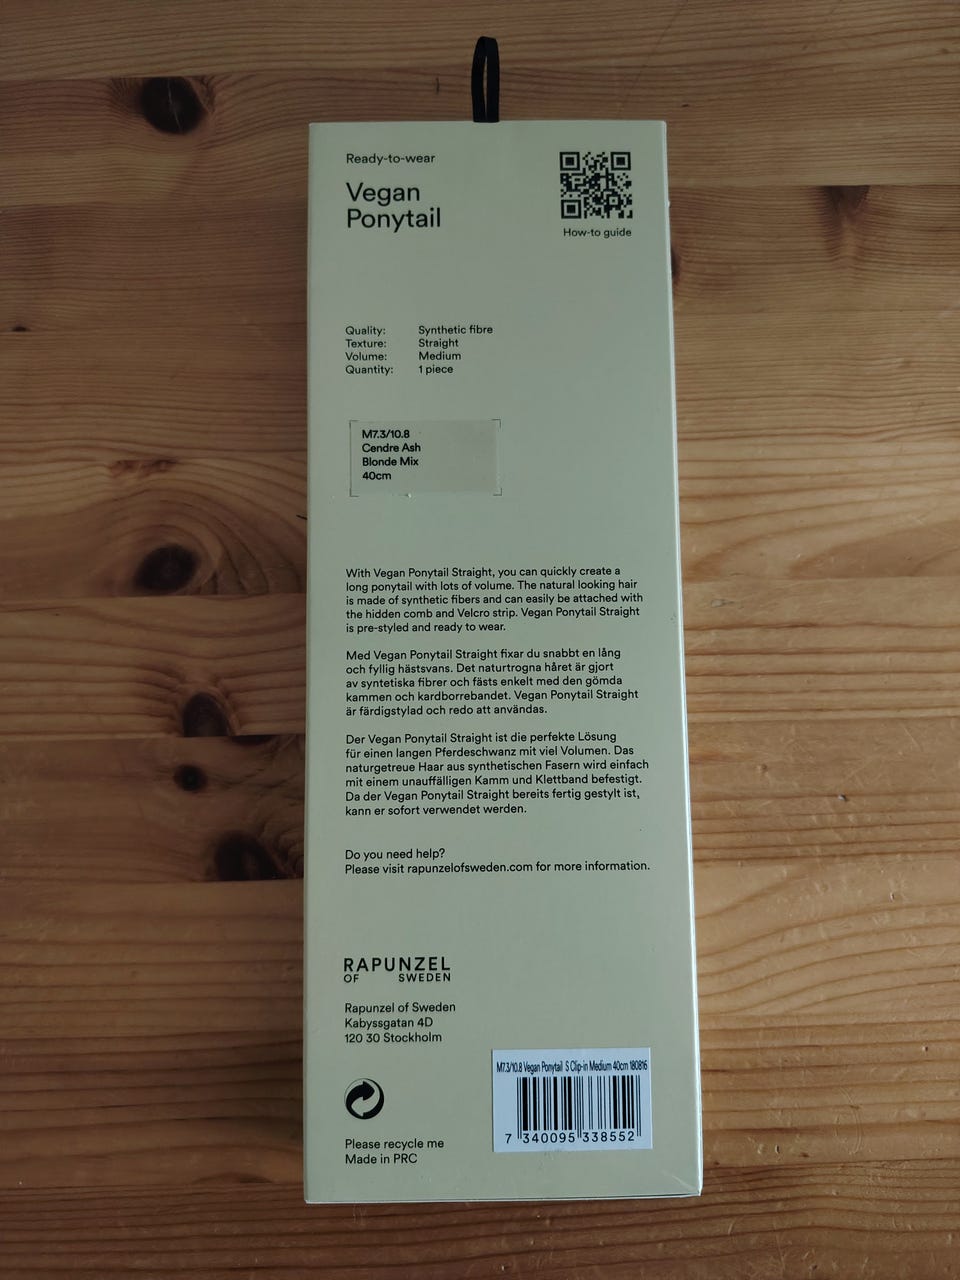 Ready-to-wear
Vegan
Ponytail
How-to guide
Quality: Synthetic fibre
Texture: Straight
Volume: Medium
Quantity: 1 piece
M7.3/10.8
Cendre Ash
Blonde Mix
40cm
With Vegan Ponytail Straight, you can quickly create a
long ponytail with lots of volume. The natural looking hair
is made of synthetic fibers and can easily be attached with
the hidden comb and Velcro strip. Vegan Ponytail Straight
is pre-styled and ready to wear.
Med Vegan Ponytail Straight fixar du snabbt en lång
och fyllig hästsvans. Det naturtrogna håret är gjort
av syntetiska fibrer och fästs enkelt med den gömda
kammen och kardborrebandet. Vegan Ponytail Straight
är färdigstylad och redo att användas.
Der Vegan Ponytail Straight ist die perfekte Lösung
für einen langen Pferdeschwanz mit viel Volumen. Das
naturgetreue Haar aus synthetischen Fasern wird einfach
mit einem unauffälligen Kamm und Klettband befestigt.
Da der Vegan Ponytail Straight bereits fertig gestylt ist,
kann er sofort verwendet werden.
Do you need help?
Please visit rapunzelofsweden.com for more information.
RAPUNZEL
OF SWEDEN
Rapunzel of Sweden
Kabyssgatan 4D
120 30 Stockholm
M7.3/10.8 Vegan Ponytail S Clip-in Medium 40cm 180816
7 340095 338552
Please recycle me
Made in PRC